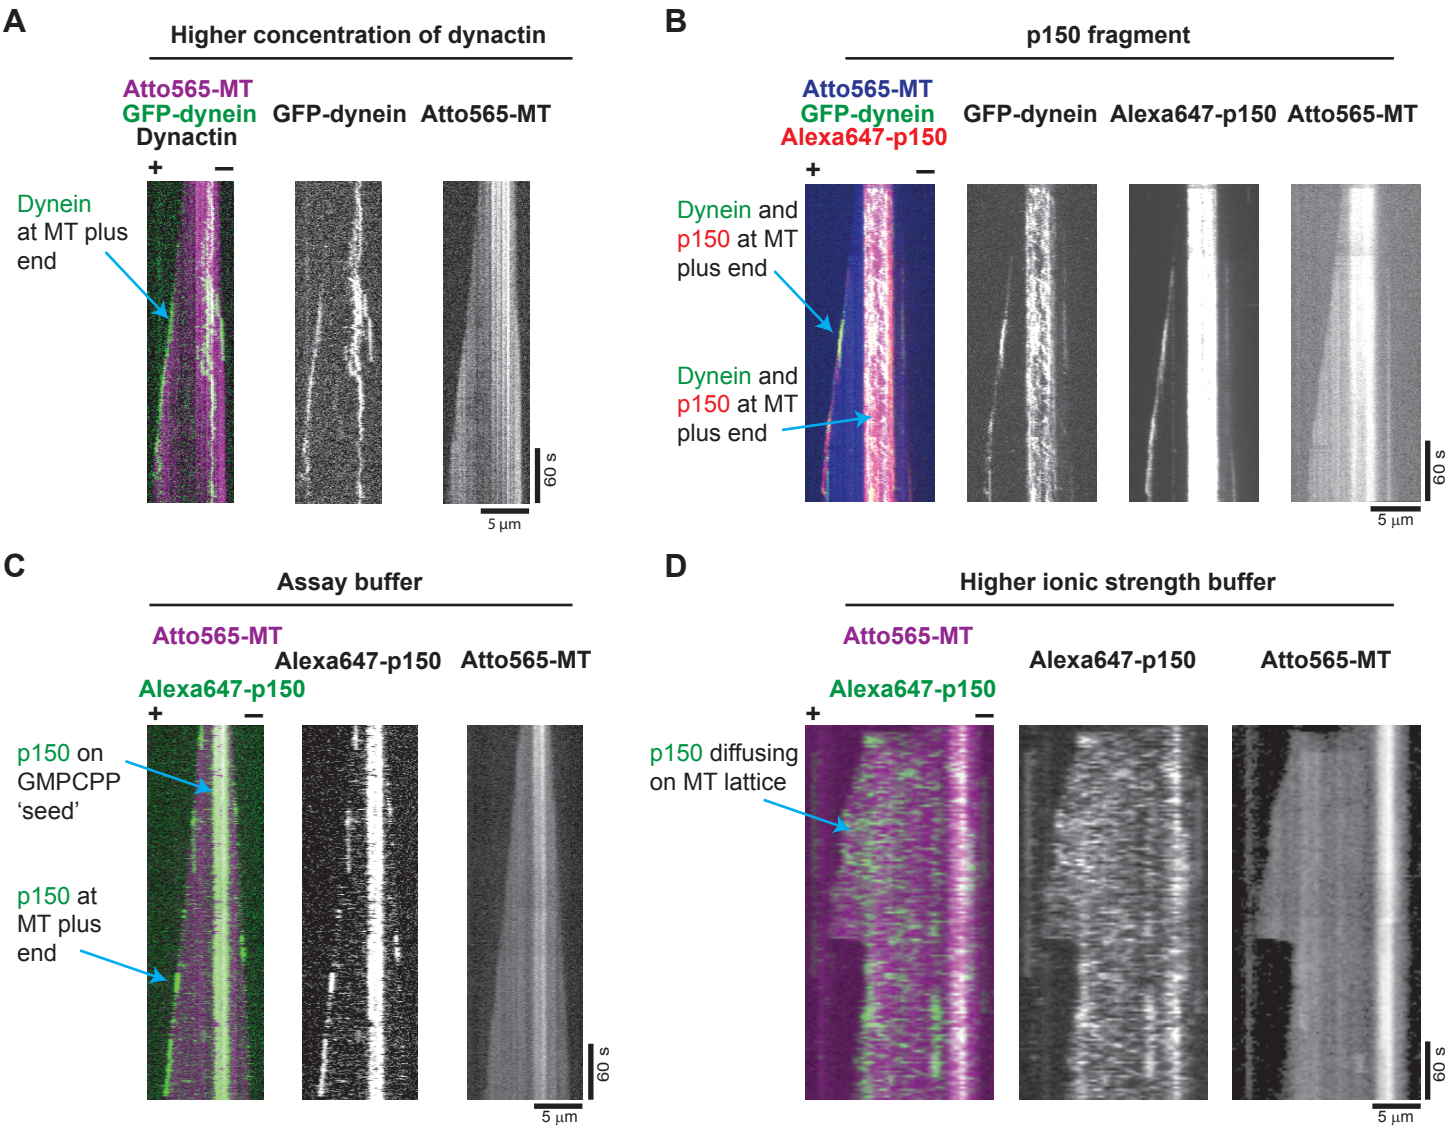 A
Higher concentration of dynactin
Atto565-MT
GFP-dynein
Dynactin
GFP-dynein
Atto565-MT
+
−
Dynein
at MT plus
end
60 s
5 µm
B
p150 fragment
Atto565-MT
GFP-dynein
Alexa647-p150
GFP-dynein
Alexa647-p150
Atto565-MT
+
−
Dynein and
p150 at MT
plus end
Dynein and
p150 at MT
plus end
60 s
5 µm
C
Assay buffer
Atto565-MT
Alexa647-p150
Alexa647-p150
Atto565-MT
+
−
p150 on
GMPCPP
‘seed’
p150 at
MT plus
end
60 s
5 µm
D
Higher ionic strength buffer
Atto565-MT
Alexa647-p150
Alexa647-p150
Atto565-MT
+
−
p150 diffusing
on MT lattice
60 s
5 µm